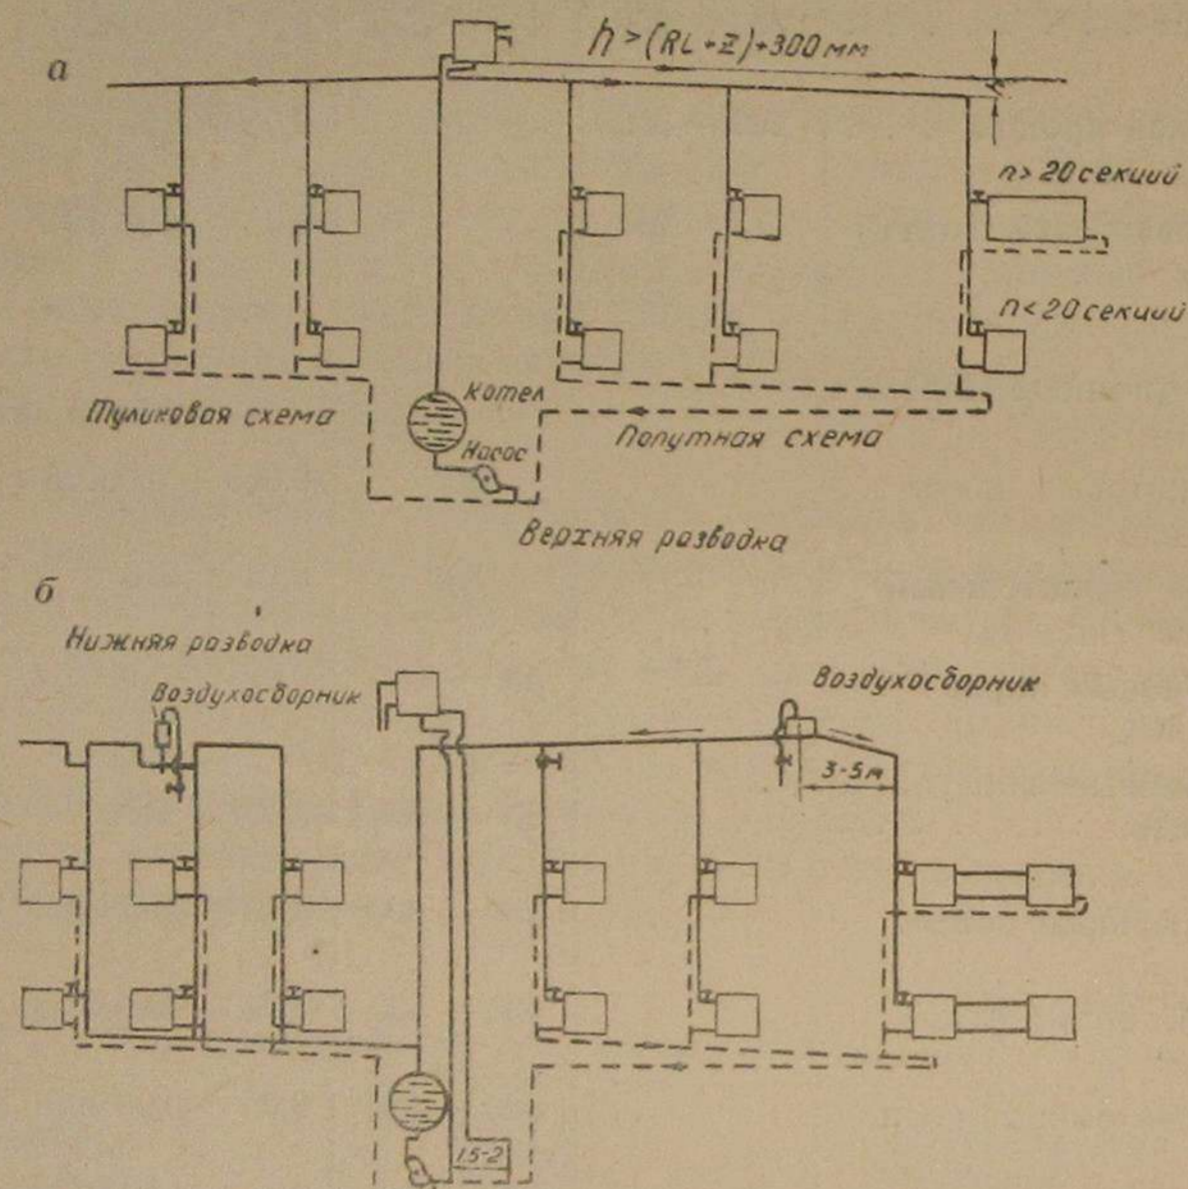 h > (RL + Z) + 300 мм
а
h
n > 20 секций
n < 20 секций
Котел
Тупиковая схема
Попутная схема
Насос
Верхняя разводка
б
Нижняя разводка
Воздухосборник
Воздухосборник
3-5м
1.5-2